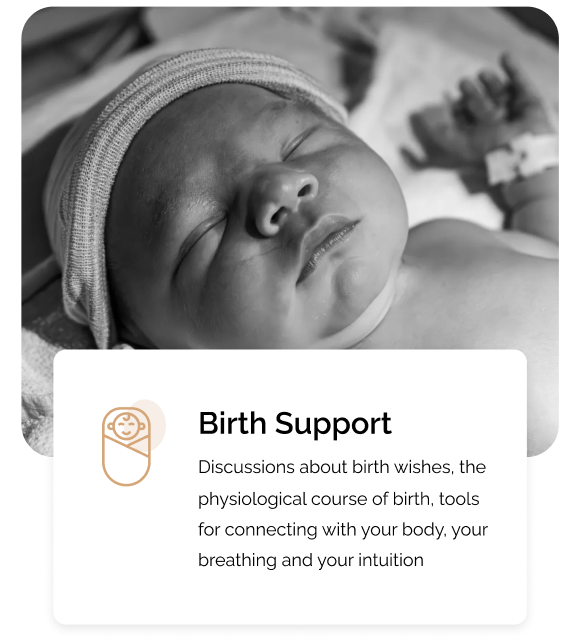 Birth Support
Discussions about birth wishes, the
physiological course of birth, tools
for connecting with your body, your
breathing and your intuition